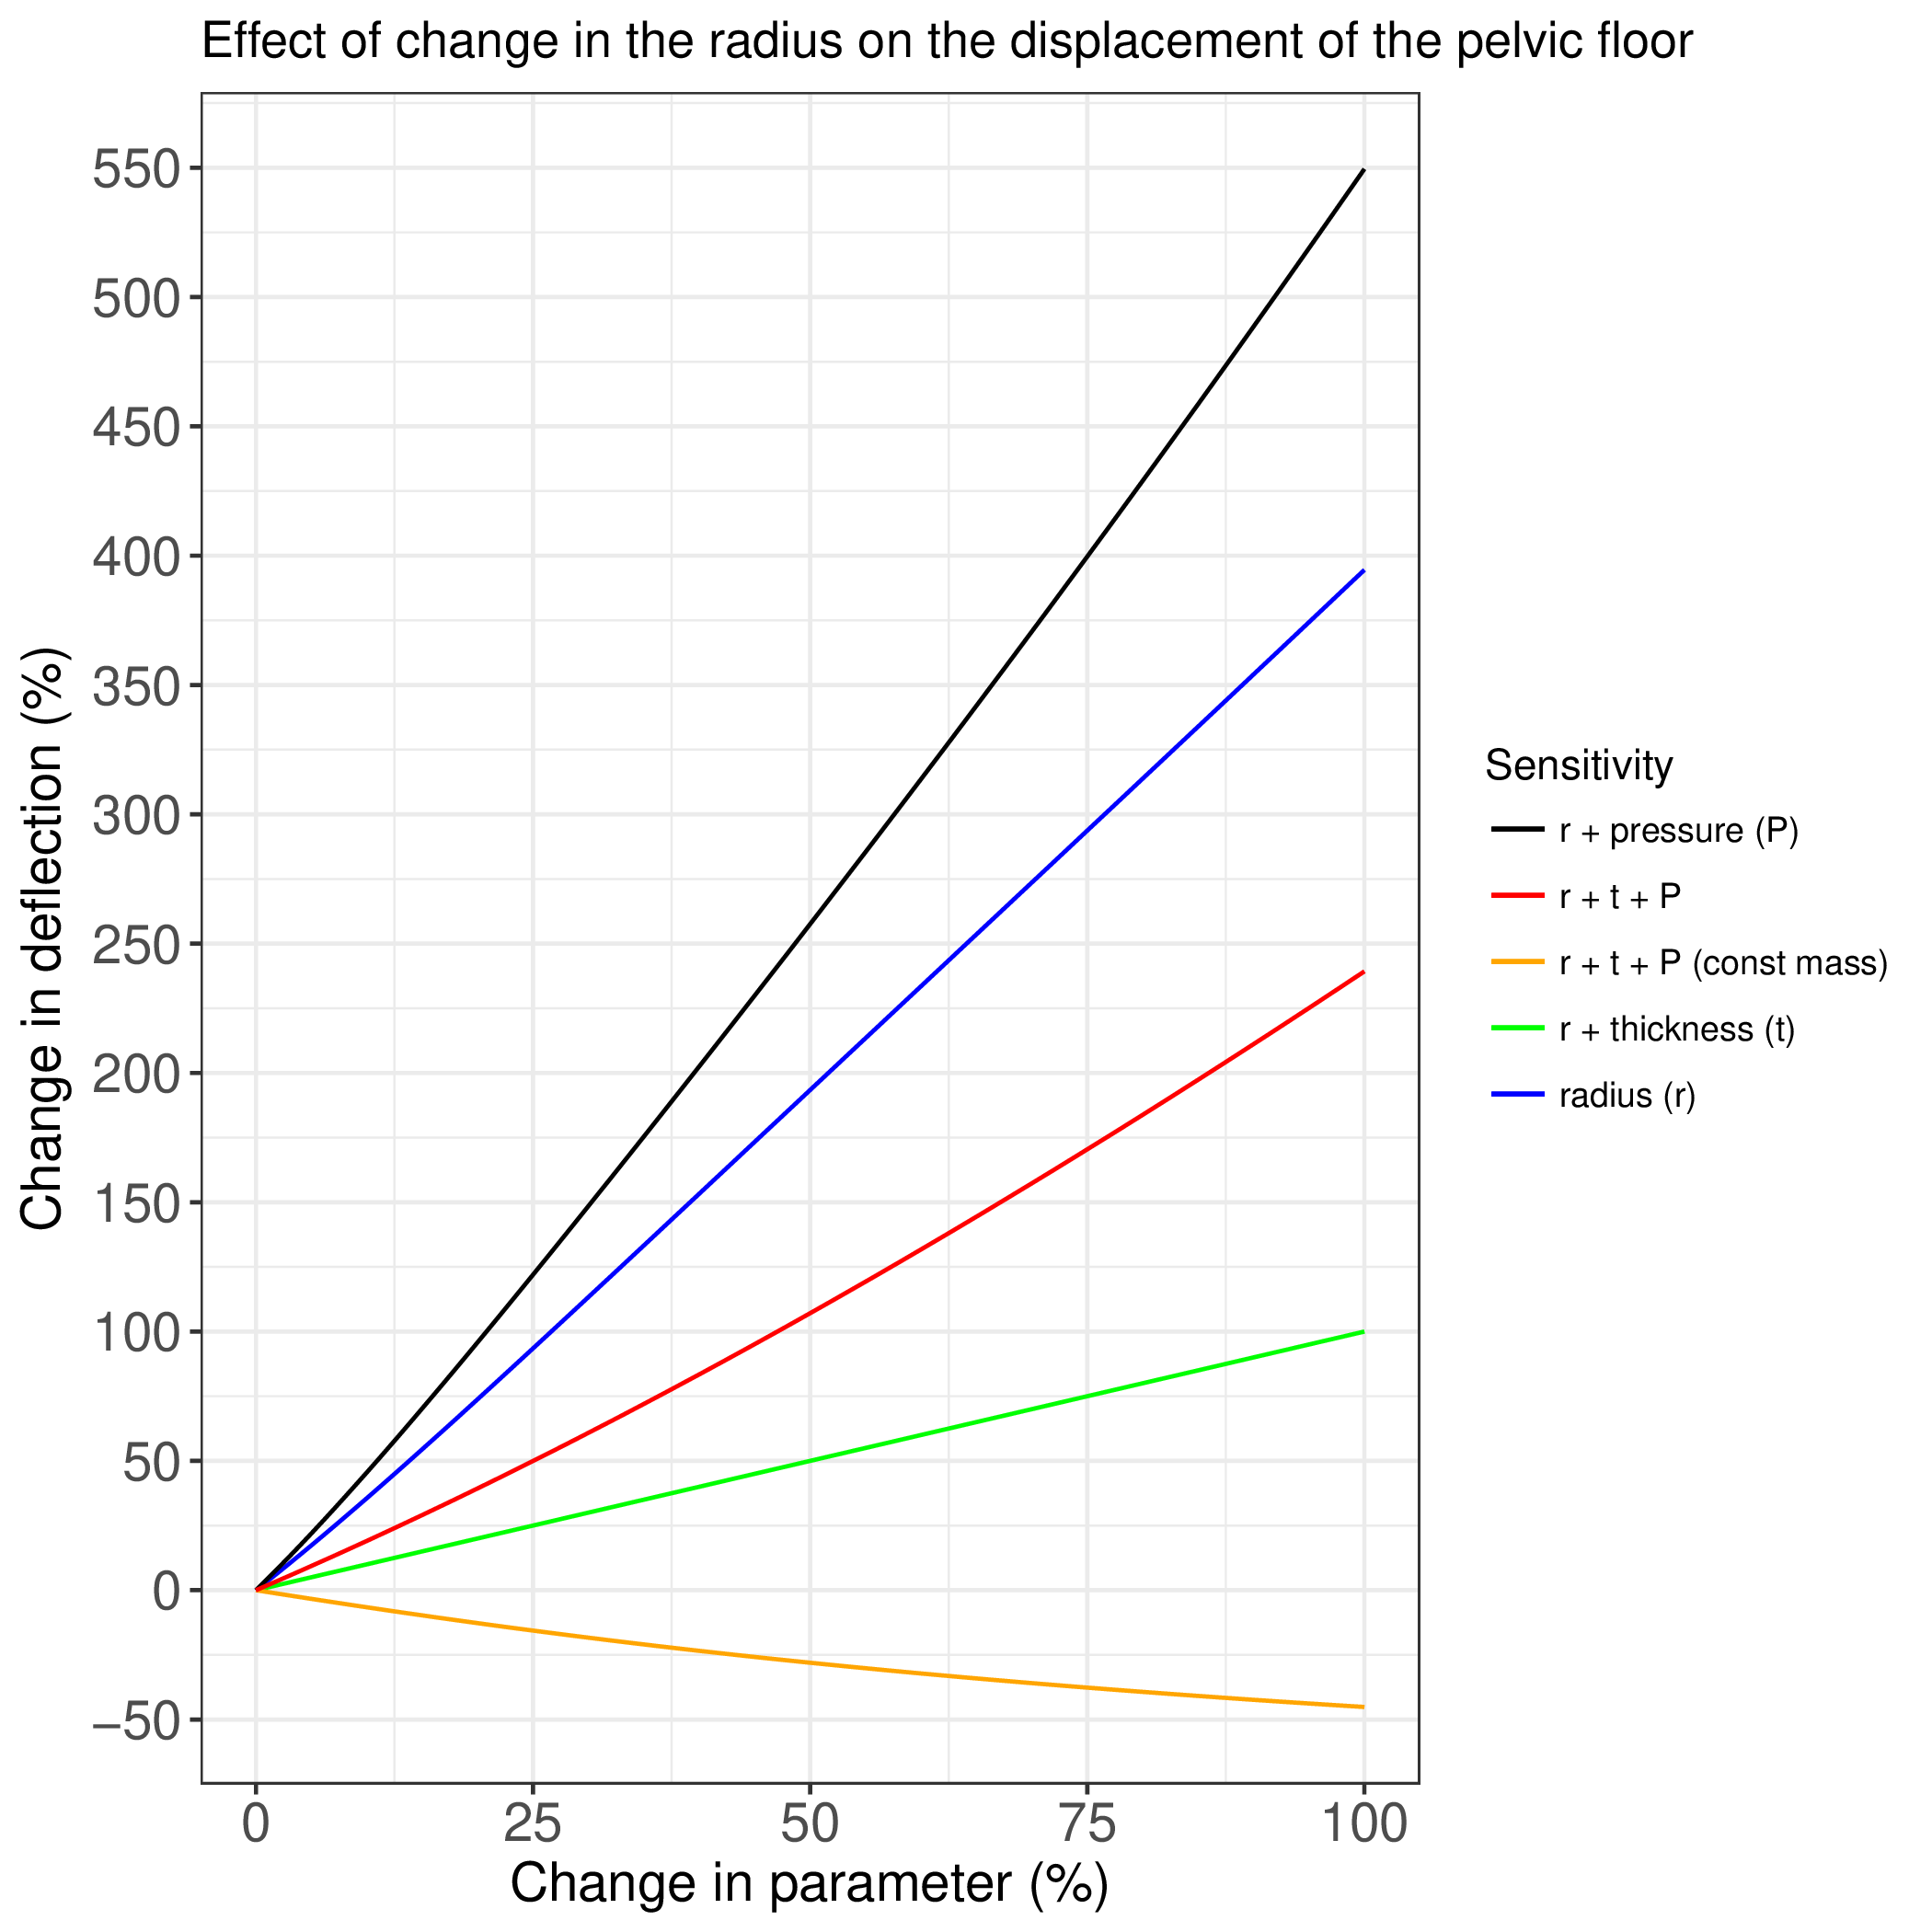 Effect of change in the radius on the displacement of the pelvic floor
Change in deflection (%)
550
500
450
400
350
300
250
200
150
100
50
0
−50
0 25 50 75 100
Change in parameter (%)
Sensitivity
r + pressure (P)
r + t + P
r + t + P (const mass)
r + thickness (t)
radius (r)